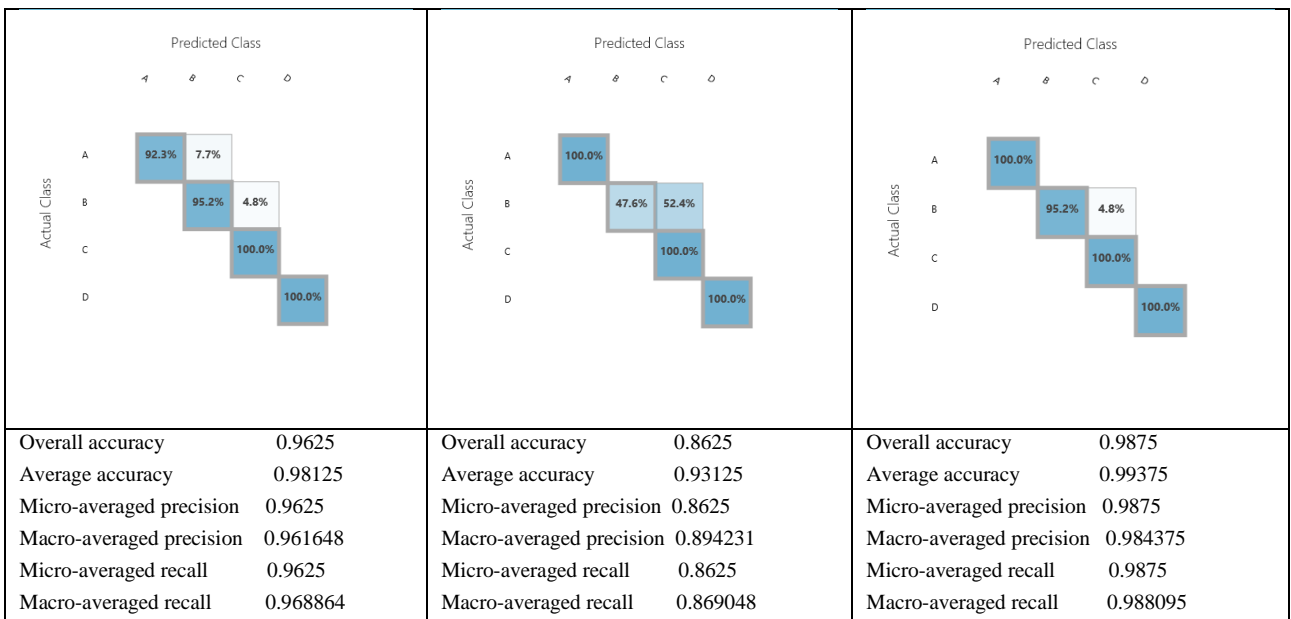 Predicted Class
A B C D
Actual Class
A 92.3% 7.7%
B 95.2% 4.8%
C 100.0%
D 100.0%
Overall accuracy 0.9625
Average accuracy 0.98125
Micro-averaged precision 0.9625
Macro-averaged precision 0.961648
Micro-averaged recall 0.9625
Macro-averaged recall 0.968864
Predicted Class
A B C D
Actual Class
A 100.0%
B 47.6% 52.4%
C 100.0%
D 100.0%
Overall accuracy 0.8625
Average accuracy 0.93125
Micro-averaged precision 0.8625
Macro-averaged precision 0.894231
Micro-averaged recall 0.8625
Macro-averaged recall 0.869048
Predicted Class
A B C D
Actual Class
A 100.0%
B 95.2% 4.8%
C 100.0%
D 100.0%
Overall accuracy 0.9875
Average accuracy 0.99375
Micro-averaged precision 0.9875
Macro-averaged precision 0.984375
Micro-averaged recall 0.9875
Macro-averaged recall 0.988095